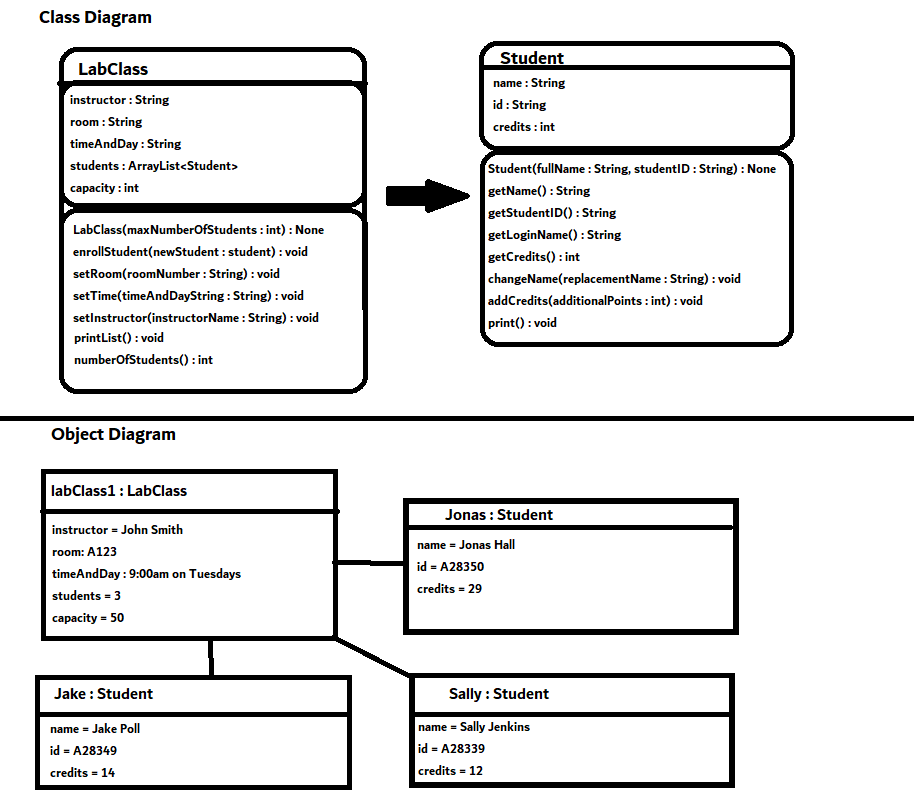 Class Diagram
LabClass
instructor : String
room : String
timeAndDay : String
students : ArrayList<Student>
capacity : int
LabClass(maxNumberOfStudents : int) : None
enrollStudent(newStudent : student) : void
setRoom(roomNumber : String) : void
setTime(timeAndDayString : String) : void
setInstructor(instructorName : String) : void
printList() : void
numberOfStudents() : int
Student
name : String
id : String
credits : int
Student(fullName : String, studentID : String) : None
getName() : String
getStudentID() : String
getLoginName() : String
getCredits() : int
changeName(replacementName : String) : void
addCredits(additionalPoints : int) : void
print() : void
Object Diagram
labClass1 : LabClass
instructor = John Smith
room: A123
timeAndDay : 9:00am on Tuesdays
students = 3
capacity = 50
Jonas : Student
name = Jonas Hall
id = A28350
credits = 29
Jake : Student
name = Jake Poll
id = A28349
credits = 14
Sally : Student
name = Sally Jenkins
id = A28339
credits = 12